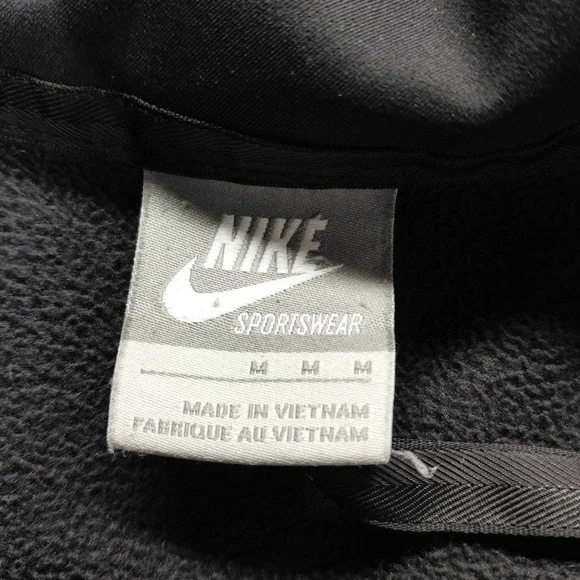 NIKE
SPORTSWEAR
M M M
MADE IN VIETNAM
FABRIQUE AU VIETNAM